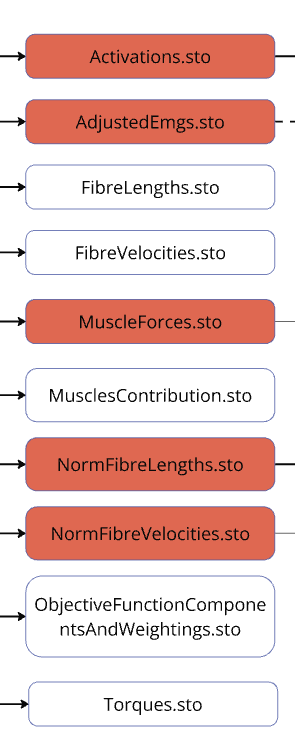 Activations.sto
AdjustedEmgs.sto
FibreLengths.sto
FibreVelocities.sto
MuscleForces.sto
MusclesContribution.sto
NormFibreLengths.sto
NormFibreVelocities.sto
ObjectiveFunctionCompone
ntsAndWeightings.sto
Torques.sto